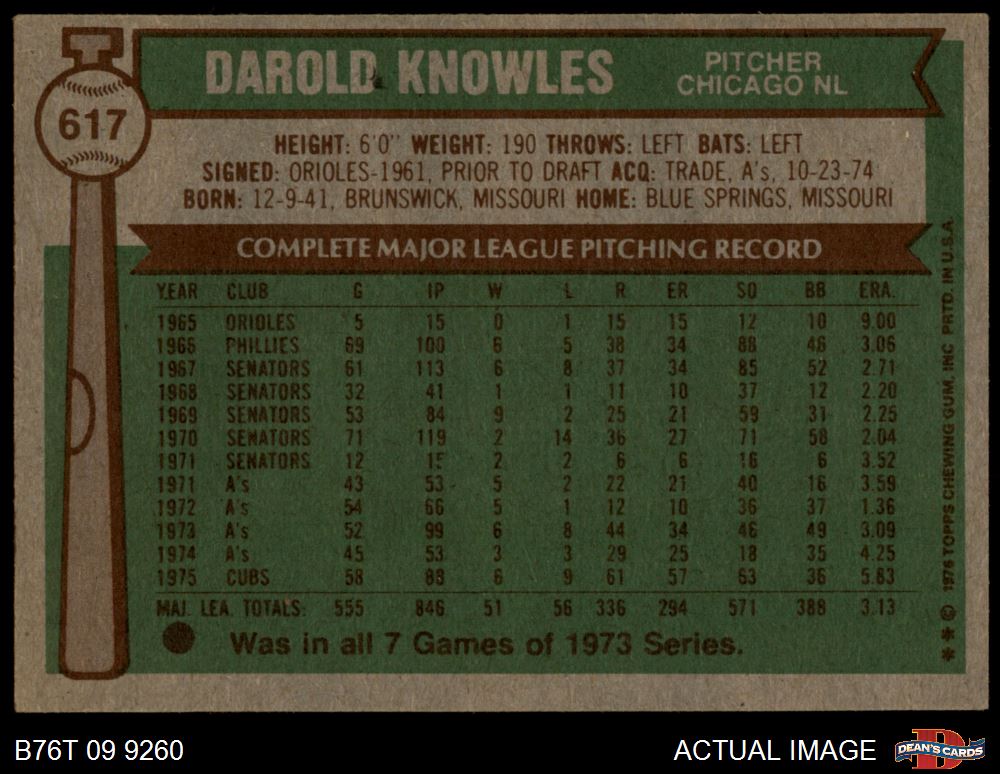 DAROLD KNOWLES
PITCHER
CHICAGO NL
617
HEIGHT: 6'0" WEIGHT: 190 THROWS: LEFT BATS: LEFT
SIGNED: ORIOLES-1961, PRIOR TO DRAFT ACQ: TRADE, A's, 10-23-74
BORN: 12-9-41, BRUNSWICK, MISSOURI HOME: BLUE SPRINGS, MISSOURI
COMPLETE MAJOR LEAGUE PITCHING RECORD
YEAR CLUB G IP W L R ER SO BB ERA.
1965 ORIOLES 5 15 0 1 15 15 12 10 9.00
1966 PHILLIES 69 100 6 5 38 34 88 46 3.06
1967 SENATORS 61 113 6 8 37 34 85 52 2.71
1968 SENATORS 32 41 1 1 11 10 37 12 2.20
1969 SENATORS 53 84 9 2 25 21 59 31 2.25
1970 SENATORS 71 119 2 14 36 27 71 58 2.04
1971 SENATORS 12 15 2 2 6 6 16 6 3.52
1971 A's 43 53 5 2 22 21 40 16 3.59
1972 A's 54 66 5 1 12 10 36 37 1.36
1973 A's 52 99 6 8 44 34 46 49 3.09
1974 A's 45 53 3 3 29 25 18 35 4.25
1975 CUBS 58 88 6 9 61 57 63 36 5.83
MAJ. LEA. TOTALS: 555 846 51 56 336 294 571 388 3.13
Was in all 7 Games of 1973 Series.
* * © 1976 TOPPS CHEWING GUM, INC PRTD. IN U.S.A.
B76T 09 9260
ACTUAL IMAGE
D
DEAN'S CARDS